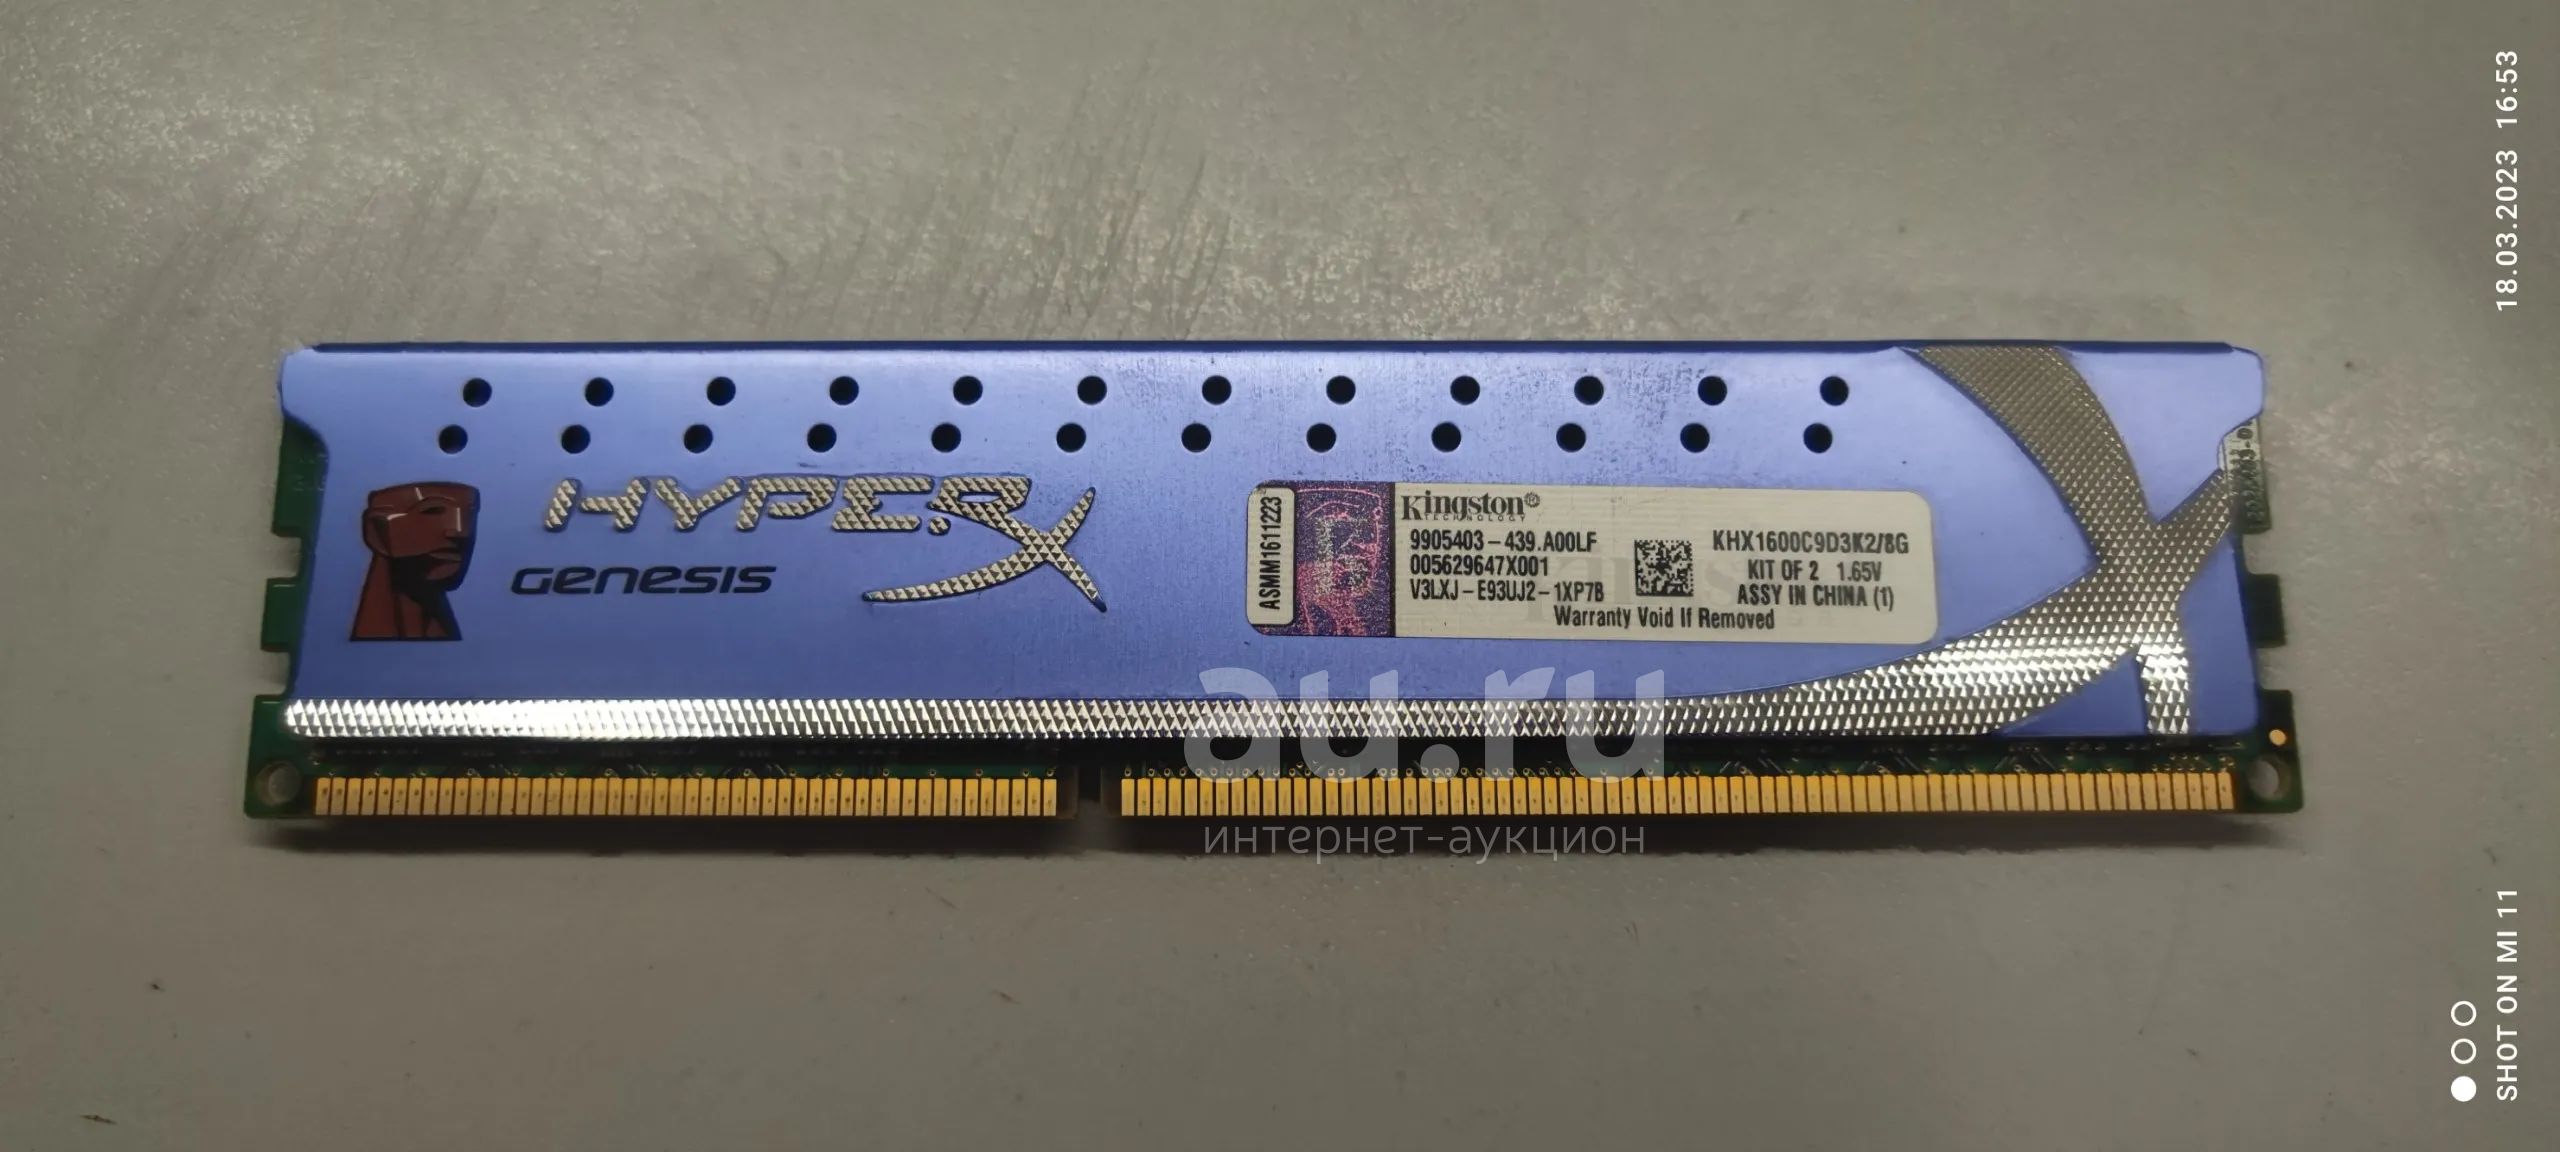 18.03.2023 16:53
HYPERX
GENESIS
ASMM1611223
Kingston®
TECHNOLOGY
9905403-439.A00LF
005629647X001
V3LXJ-E93UJ2-1XP7B
KHX1600C9D3K2/8G
KIT OF 2 1.65V
ASSY IN CHINA (1)
Warranty Void If Removed
au.ru
интернет-аукцион
SHOT ON MI 11